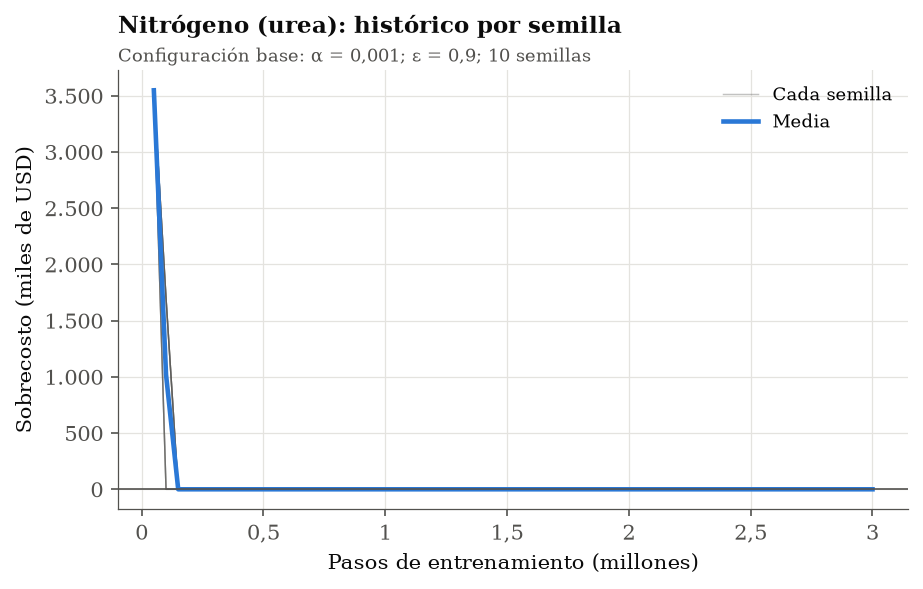 Nitrógeno (urea): histórico por semilla
Configuración base: α = 0,001; ε = 0,9; 10 semillas
Cada semilla
Media
Sobrecosto (miles de USD)
3.500
3.000
2.500
2.000
1.500
1.000
500
0
0
0,5
1
1,5
2
2,5
3
Pasos de entrenamiento (millones)